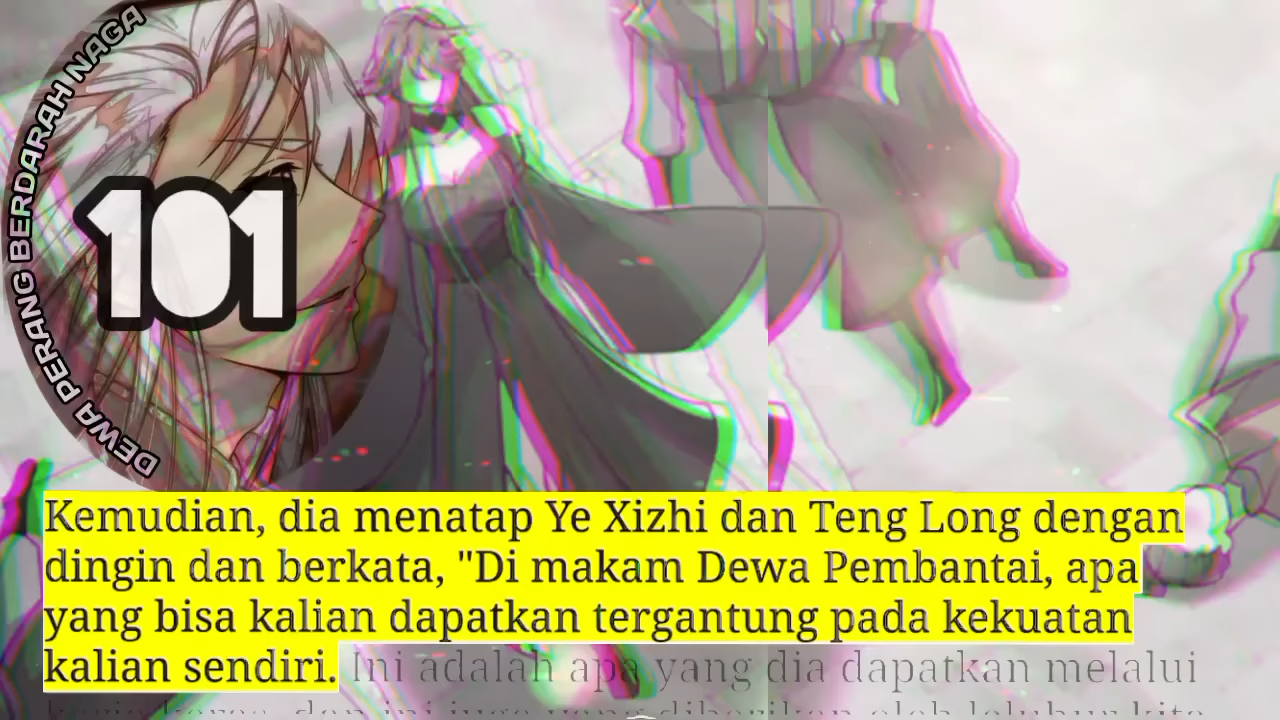 DEWA PERANG BERDARAH NAGA
101
Kemudian, dia menatap Ye Xizhi dan Teng Long dengan
dingin dan berkata, "Di makam Dewa Pembantai, apa
yang bisa kalian dapatkan tergantung pada kekuatan
kalian sendiri. Ini adalah apa yang dia dapatkan melalui